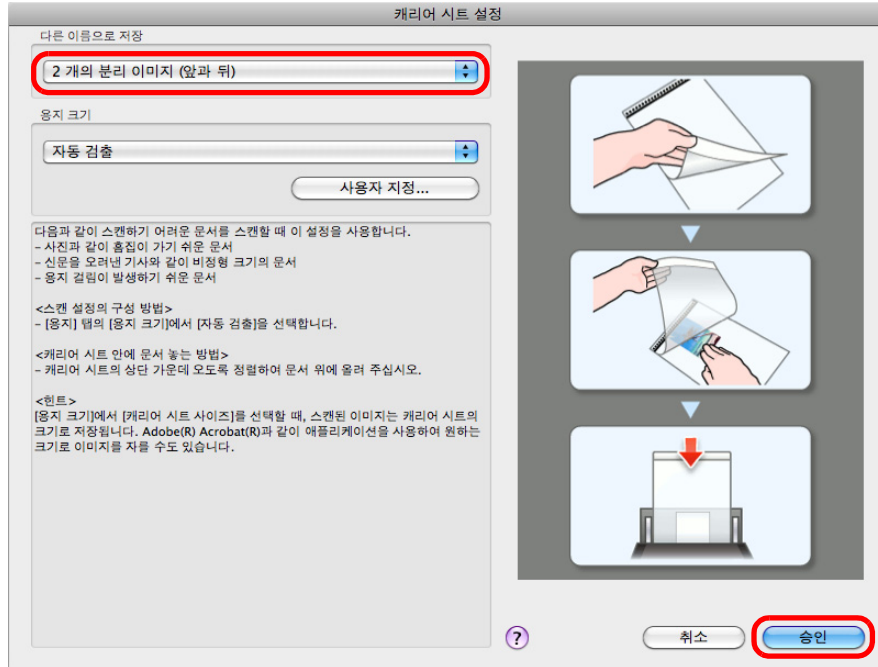 캐리어 시트 설정
다른 이름으로 저장
2 개의 분리 이미지 (앞과 뒤)
용지 크기
자동 검출
사용자 지정...
다음과 같이 스캔하기 어려운 문서를 스캔할 때 이 설정을 사용합니다.
– 사진과 같이 흠집이 가기 쉬운 문서
– 신문을 오려낸 기사와 같이 비정형 크기의 문서
– 용지 걸림이 발생하기 쉬운 문서
<스캔 설정의 구성 방법>
– [용지] 탭의 [용지 크기]에서 [자동 검출]을 선택합니다.
<캐리어 시트 안에 문서 놓는 방법>
– 캐리어 시트의 상단 가운데 오도록 정렬하여 문서 위에 올려 주십시오.
<힌트>
[용지 크기]에서 [캐리어 시트 사이즈]를 선택할 때, 스캔된 이미지는 캐리어 시트의
크기로 저장됩니다. Adobe(R) Acrobat(R)과 같이 애플리케이션을 사용하여 원하는
크기로 이미지를 자를 수도 있습니다.
?
취소
승인